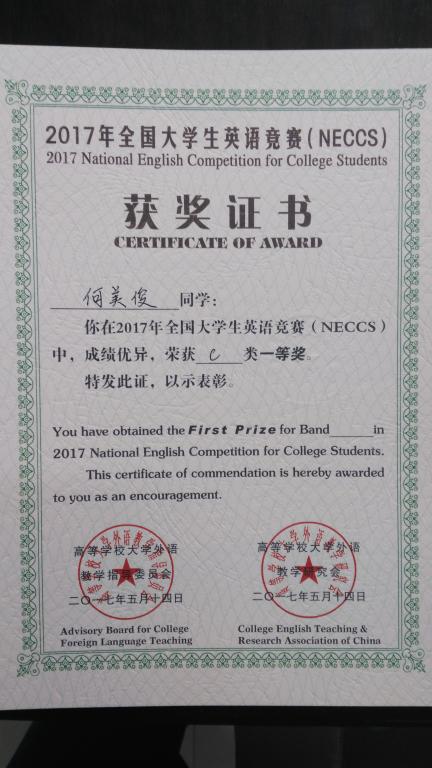 2017年全国大学生英语竞赛(NECCS)
2017 National English Competition for College Students
获奖证书
CERTIFICATE OF AWARD
何美俊 同学:
你在2017年全国大学生英语竞赛(NECCS)
中,成绩优异,荣获 C 类一等奖。
特发此证,以示表彰。
You have obtained the First Prize for Band______in
2017 National English Competition for College Students.
This certificate of commendation is hereby awarded
to you as an encouragement.
高等学校大学外语
教学指导委员会
二〇一七年五月十四日
Advisory Board for College
Foreign Language Teaching
高等学校大学外语
教学研究会
二〇一七年五月十四日
College English Teaching &
Research Association of China